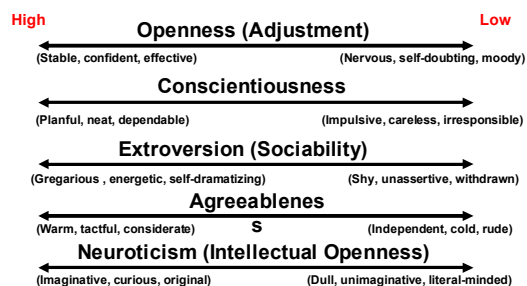 High Low
Openness (Adjustment)
(Stable, confident, effective) (Nervous, self-doubting, moody)
Conscientiousness
(Planful, neat, dependable) (Impulsive, careless, irresponsible)
Extroversion (Sociability)
(Gregarious , energetic, self-dramatizing) (Shy, unassertive, withdrawn)
Agreeablenes
s
(Warm, tactful, considerate) (Independent, cold, rude)
Neuroticism (Intellectual Openness)
(Imaginative, curious, original) (Dull, unimaginative, literal-minded)